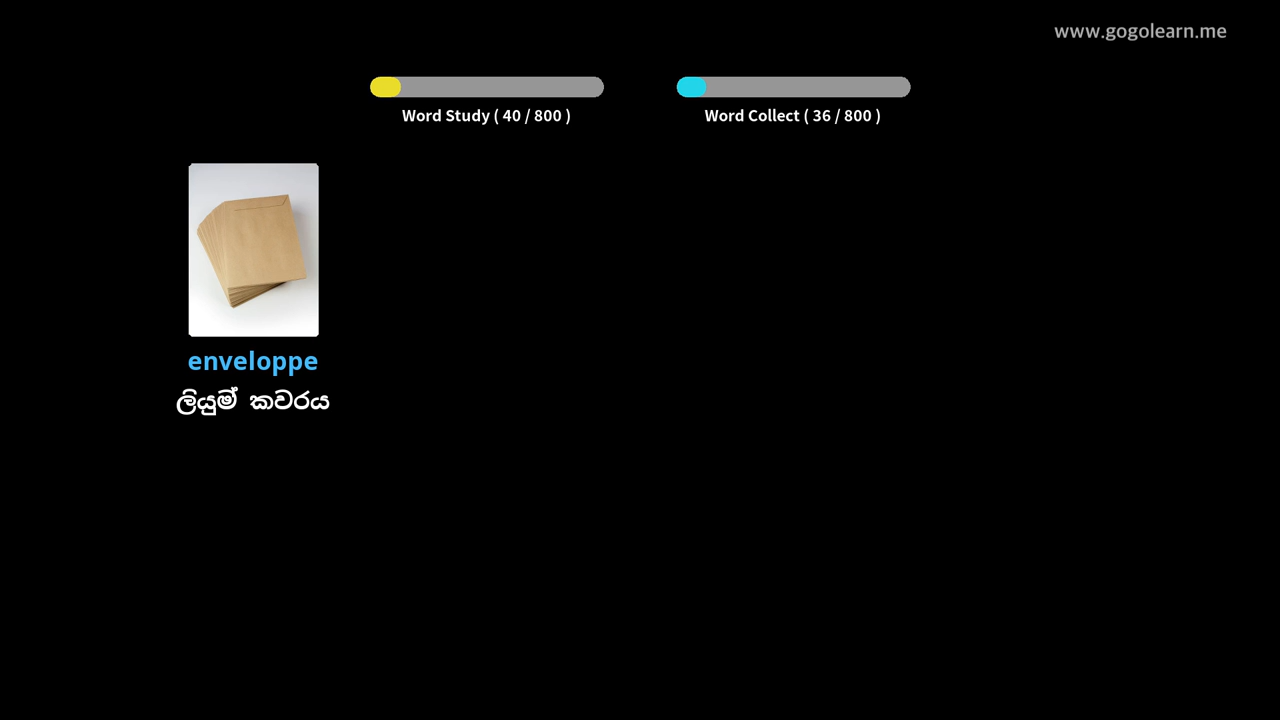 www.gogolearn.me
Word Study ( 40 / 800 )
Word Collect ( 36 / 800 )
enveloppe
ලියුම් කවරය